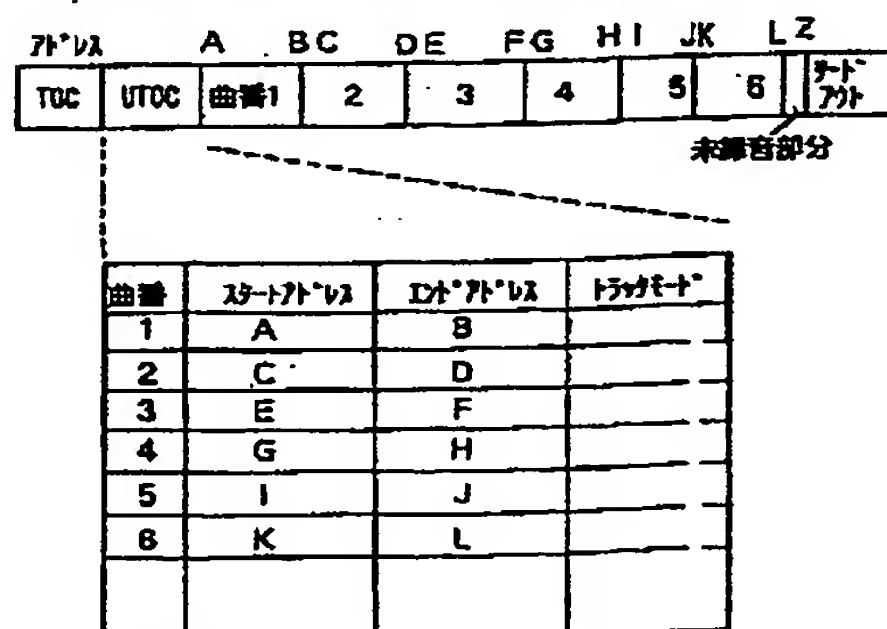 アドレス A BC DE FG HI JK L Z
TOC UTOC 曲番1 2 3 4 5 6 リードアウト
未録音部分
曲番 スタートアドレス エンドアドレス トラックモード
1 A B
2 C D
3 E F
4 G H
5 I J
6 K L